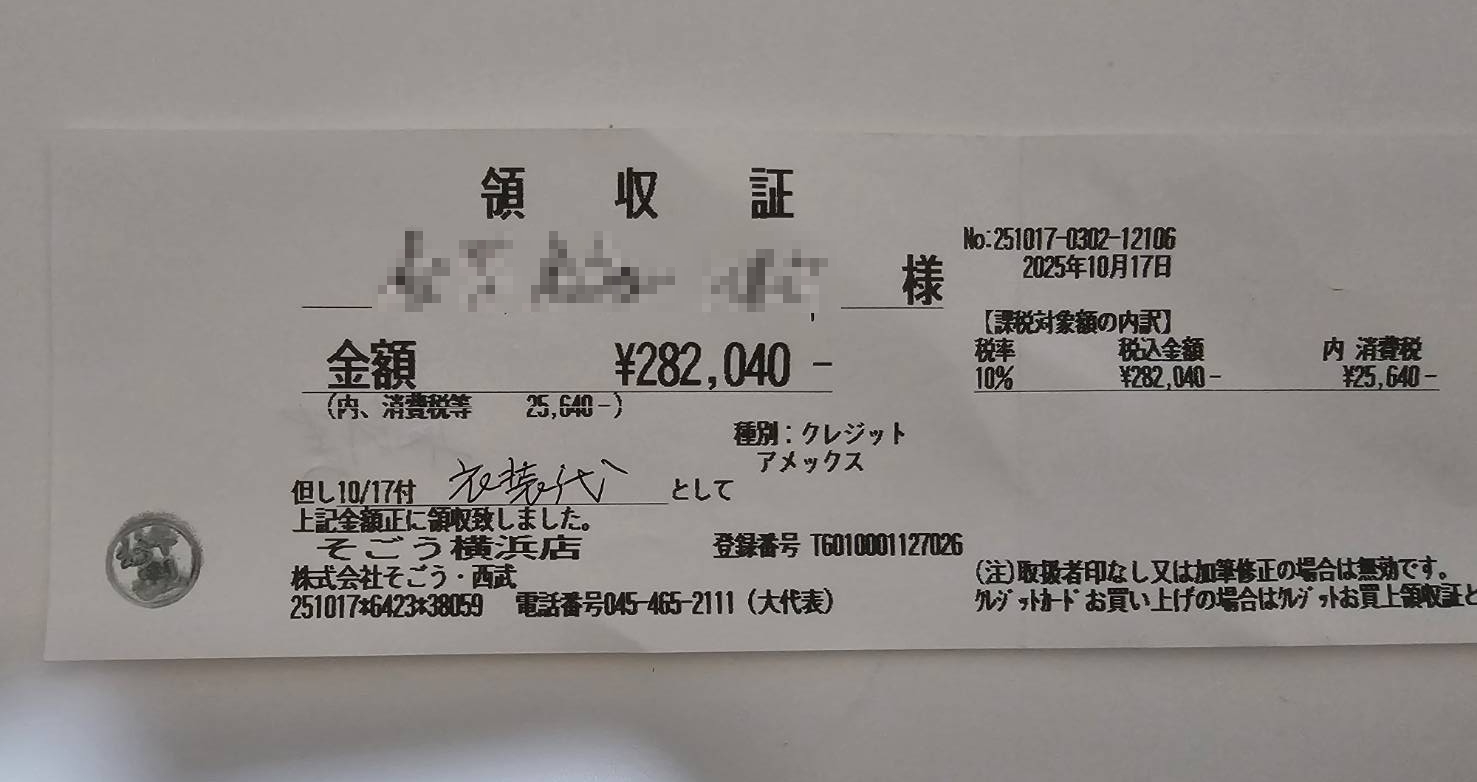 領収証
様
No:251017-0302-12106
2025年10月17日
金額 ¥282,040-
(内、消費税等 25,640-)
【課税対象額の内訳】
税率 税込金額 内 消費税
10% ¥282,040- ¥25,640-
種別:クレジット
アメックス
但し10/17付 衣装代 として
上記金額正に領収致しました。
そごう横浜店
登録番号 T6010001127026
株式会社そごう・西武
251017*6423*38059 電話番号045-465-2111(大代表)
(注)取扱者印なし又は加筆修正の場合は無効です。
クレジットカードお買い上げの場合はクレジットお買上領収証と